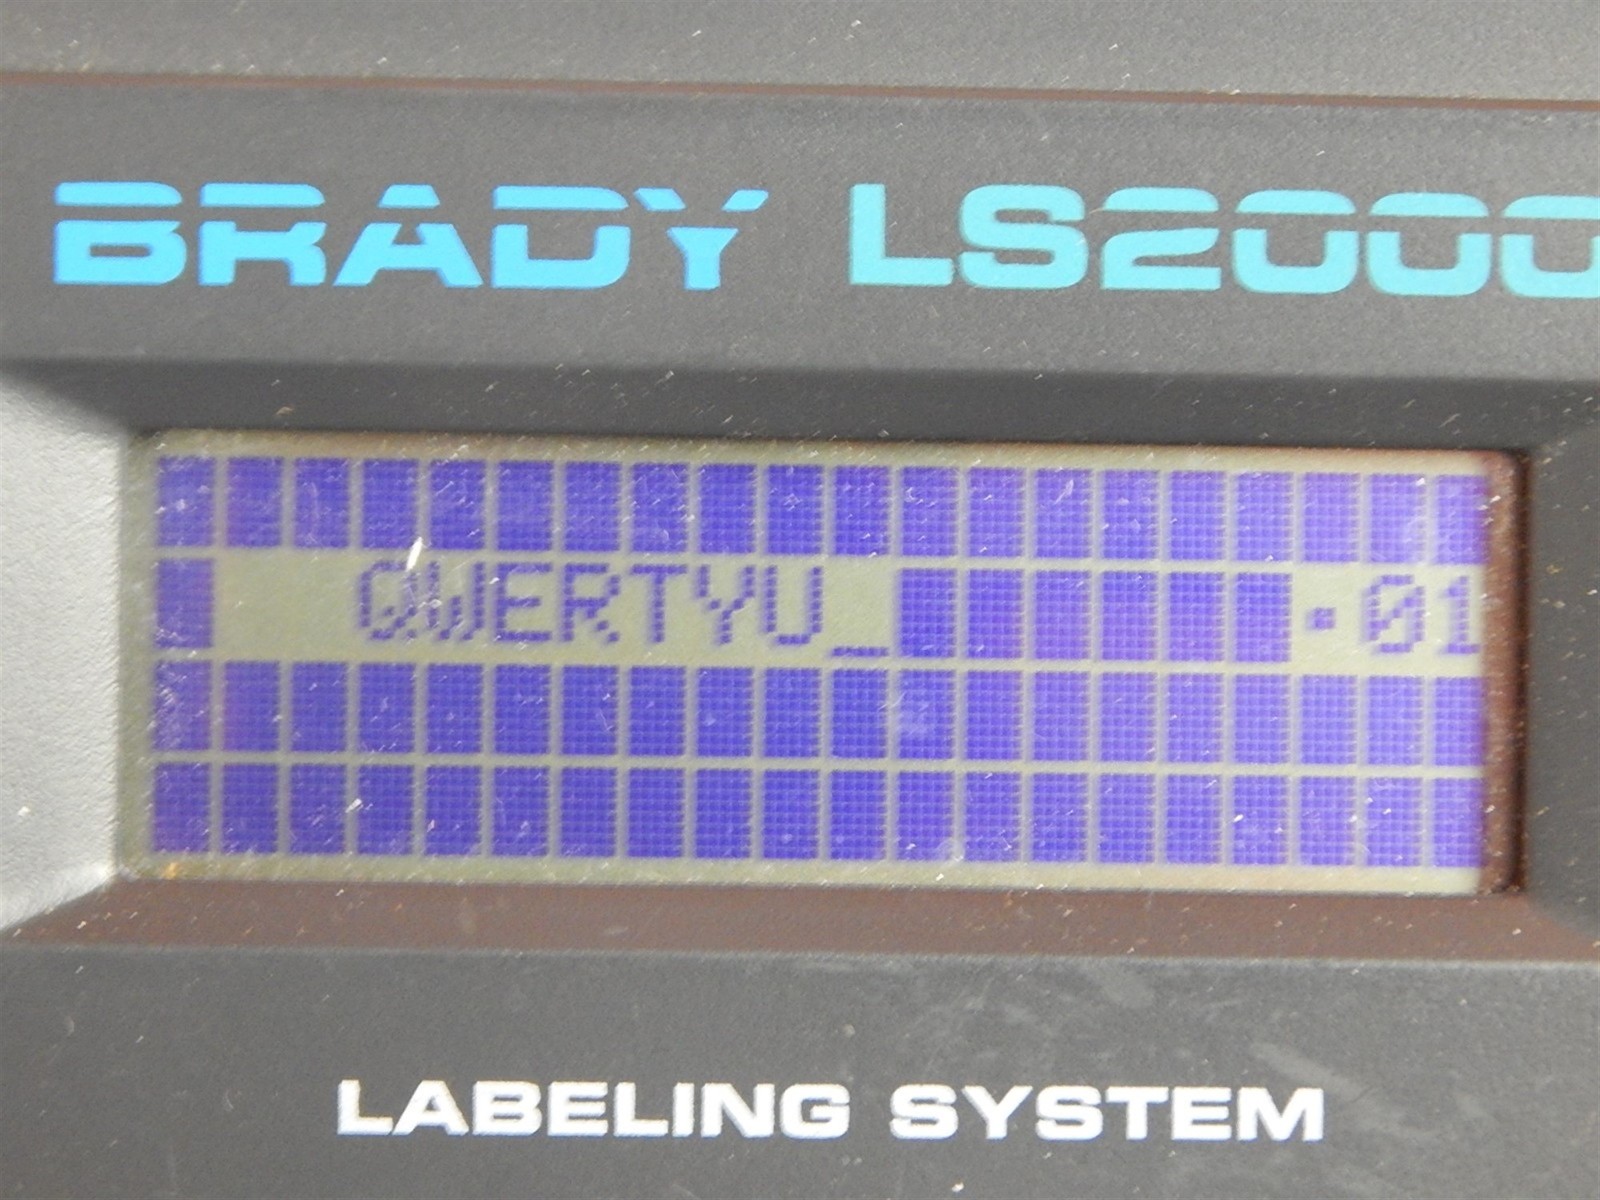 BRADY LS2000
QWERTYU_ ·01
LABELING SYSTEM